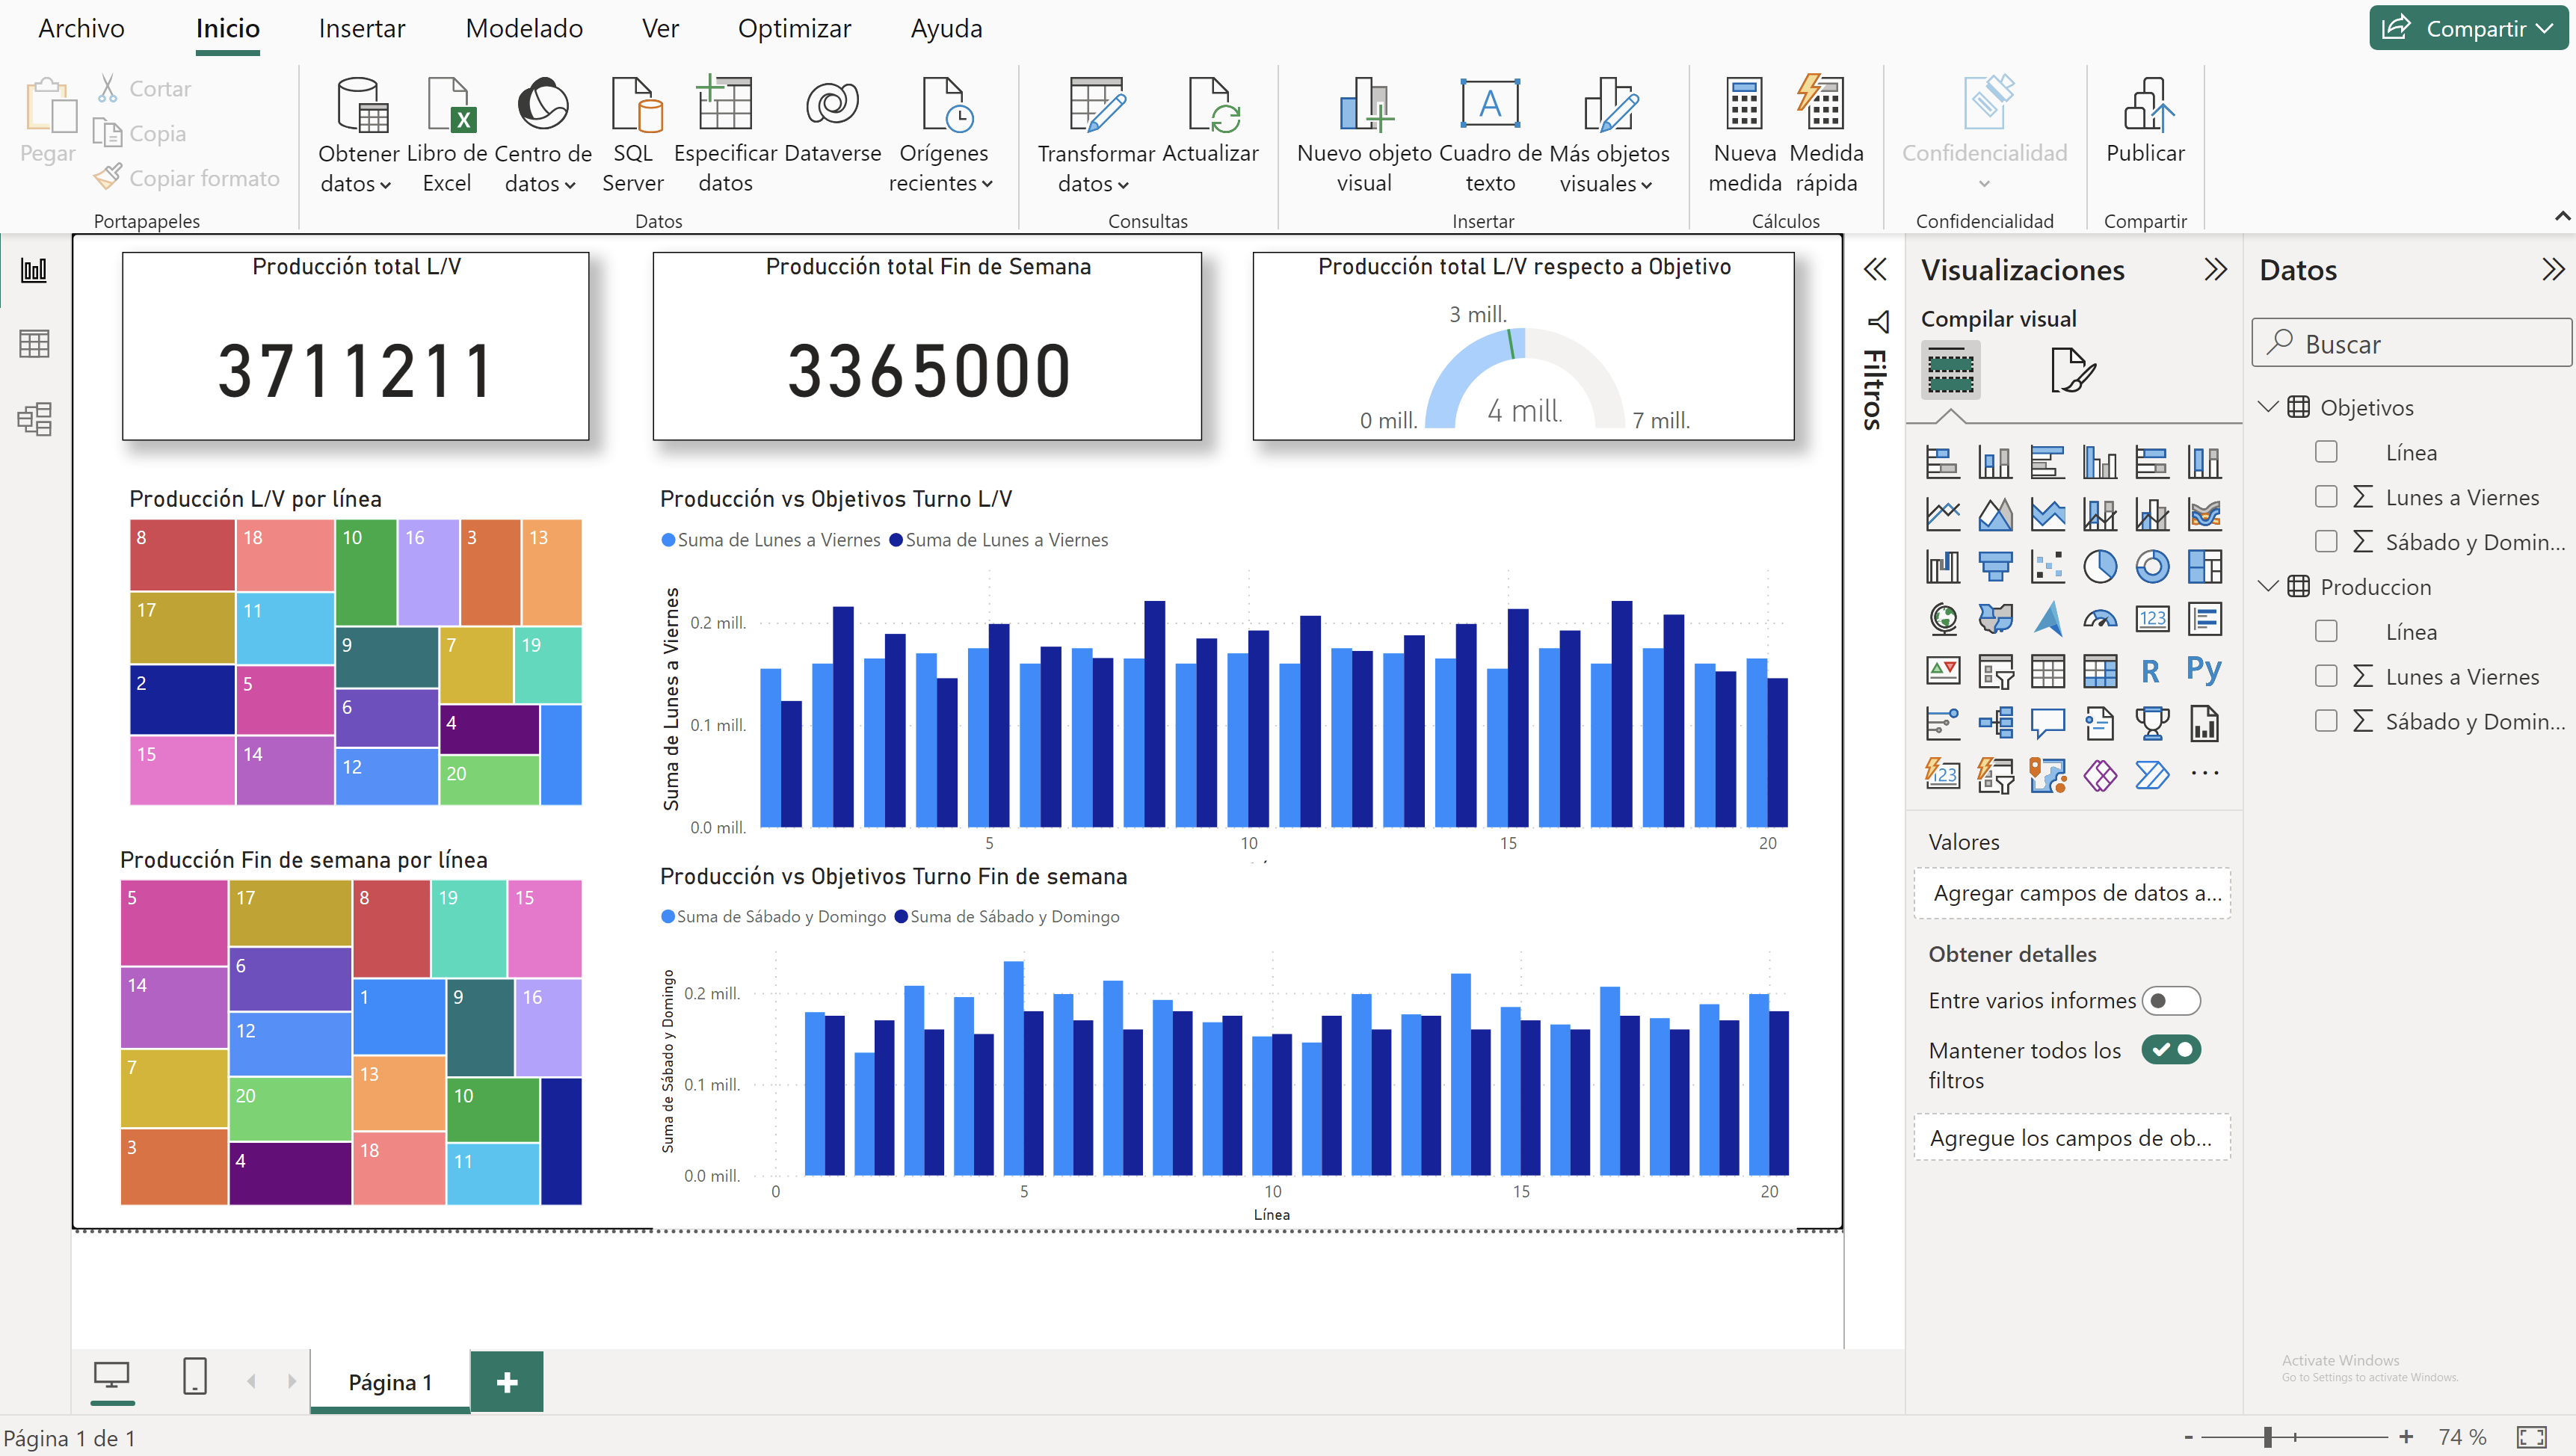 Archivo
Inicio
Insertar
Modelado
Ver
Optimizar
Ayuda
Compartir
Pegar
Cortar
Copia
Copiar formato
Portapapeles
Obtener
datos
Libro de
Excel
Centro de
datos
SQL
Server
Especificar
datos
Dataverse
Orígenes
recientes
Datos
Transformar
datos
Actualizar
Consultas
Nuevo objeto
visual
Cuadro de
texto
Más objetos
visuales
Insertar
Nueva
medida
Medida
rápida
Cálculos
Confidencialidad
Confidencialidad
Publicar
Compartir
Producción total L/V
3711211
Producción total Fin de Semana
3365000
Producción total L/V respecto a Objetivo
3 mill.
0 mill.
4 mill.
7 mill.
Producción L/V por línea
8
18
10
16
3
13
17
11
9
7
19
2
5
6
4
15
14
12
20
Producción vs Objetivos Turno L/V
Suma de Lunes a Viernes
Suma de Lunes a Viernes
Suma de Lunes a Viernes
0.2 mill.
0.1 mill.
0.0 mill.
5
10
15
20
Producción Fin de semana por línea
5
17
8
19
15
6
14
1
9
16
12
7
13
20
10
3
4
18
11
Producción vs Objetivos Turno Fin de semana
Suma de Sábado y Domingo
Suma de Sábado y Domingo
Suma de Sábado y Domingo
0.2 mill.
0.1 mill.
0.0 mill.
0
5
10
15
20
Línea
Filtros
Visualizaciones
Compilar visual
123
R
Py
123
Valores
Agregar campos de datos a...
Obtener detalles
Entre varios informes
Mantener todos los
filtros
Agregue los campos de ob...
Datos
Buscar
Objetivos
Línea
Lunes a Viernes
Sábado y Domin...
Produccion
Línea
Lunes a Viernes
Sábado y Domin...
Activate Windows
Go to Settings to activate Windows.
Página 1
Página 1 de 1
- + 74 %